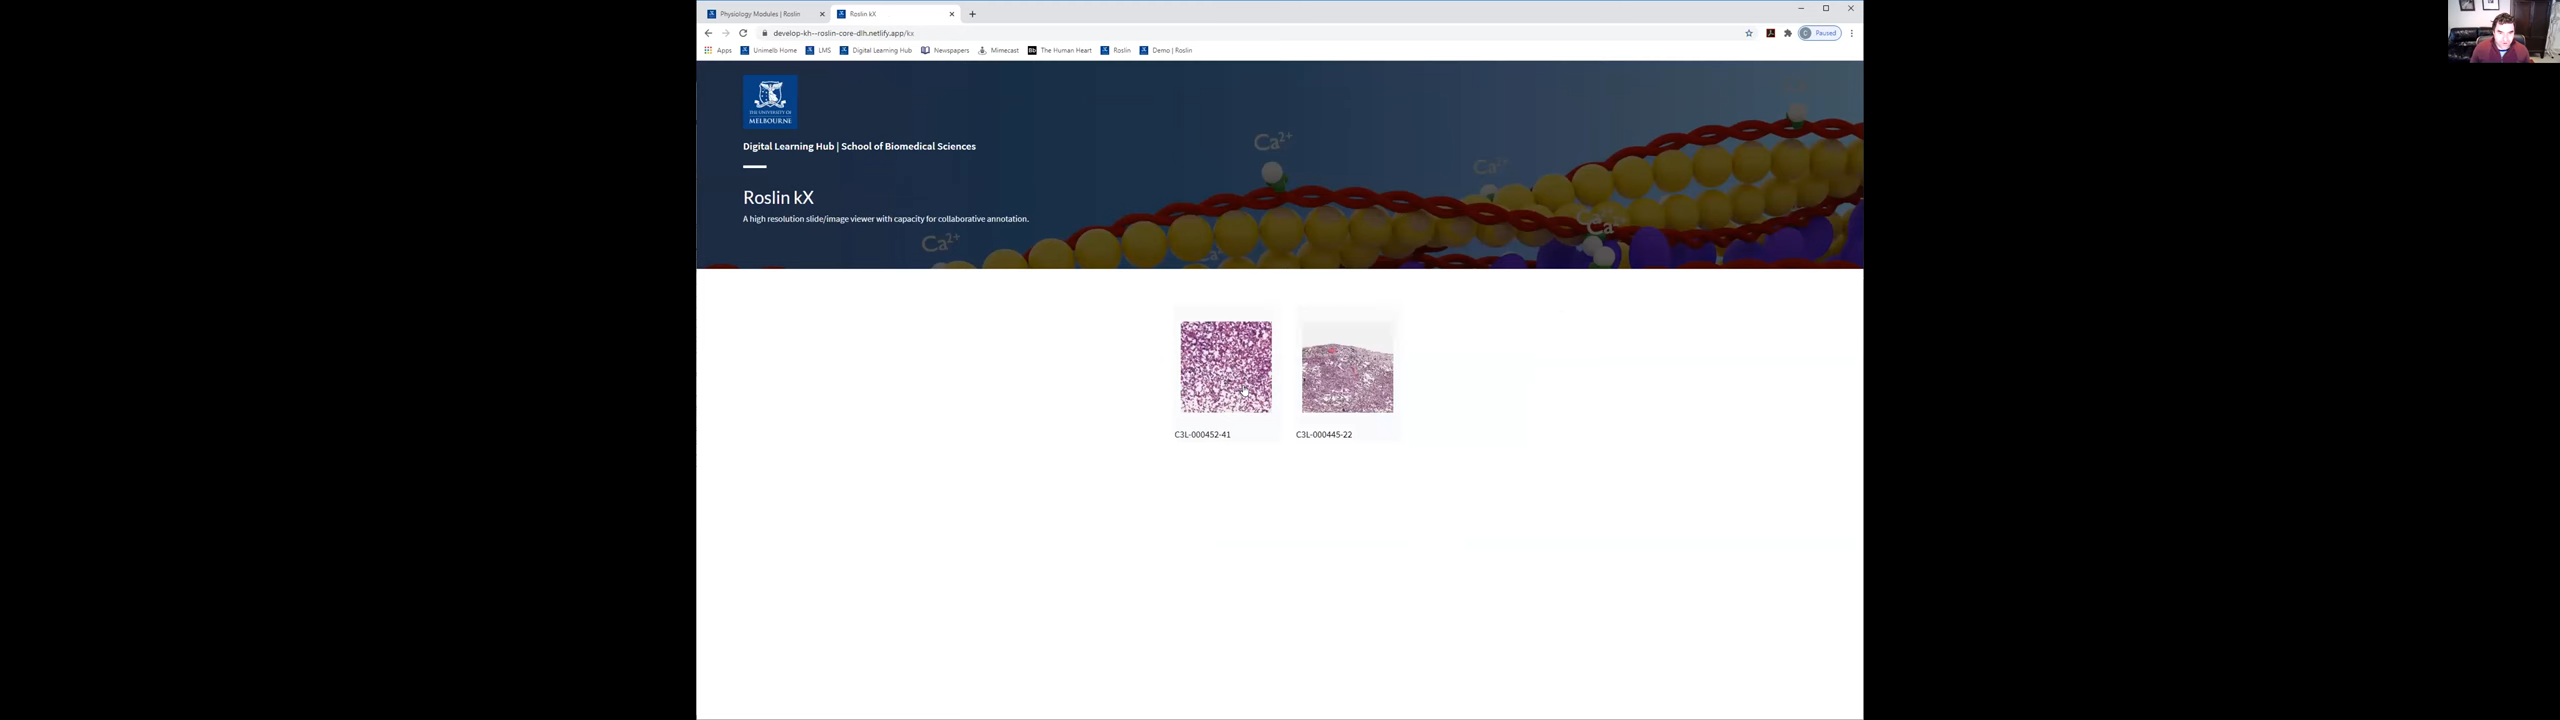 Physiology Modules | Roslin
Roslin kX
develop-kh--roslin-core-dlh.netlify.app/kx
Paused
Apps
Unimelb Home
LMS
Digital Learning Hub
Newspapers
Mimecast
Bb
The Human Heart
Roslin
Demo | Roslin
THE UNIVERSITY OF
MELBOURNE
Digital Learning Hub | School of Biomedical Sciences
Roslin kX
A high resolution slide/image viewer with capacity for collaborative annotation.
Ca2+
Ca2+
Ca2+
Ca2+
C3L-000452-41
C3L-000445-22